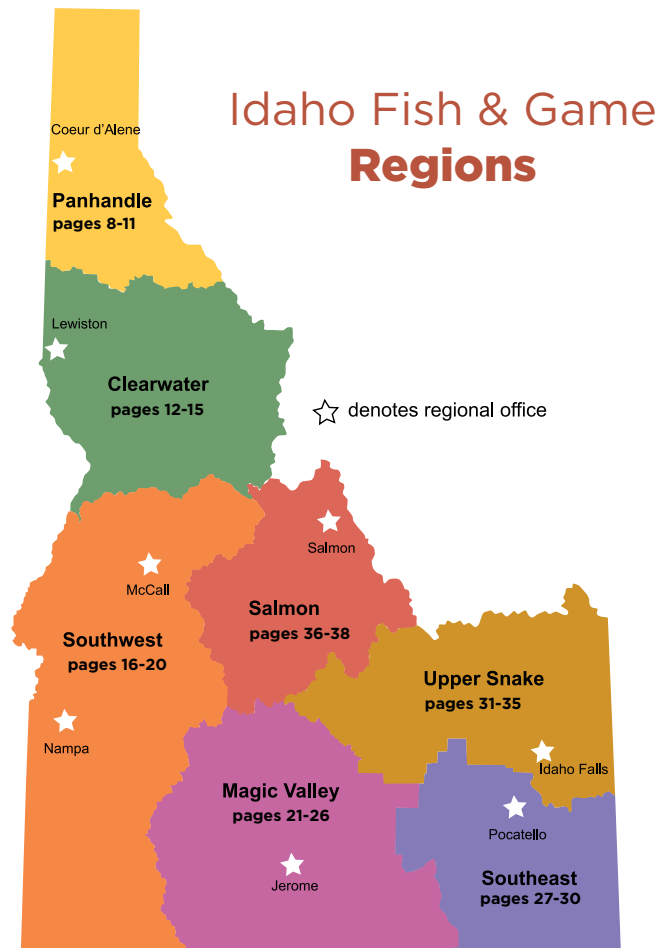 Idaho Fish & Game
Regions
Coeur d'Alene
Panhandle
pages 8-11
Lewiston
Clearwater
pages 12-15
denotes regional office
Salmon
McCall
Salmon
pages 36-38
Southwest
pages 16-20
Upper Snake
pages 31-35
Nampa
Idaho Falls
Magic Valley
pages 21-26
Pocatello
Jerome
Southeast
pages 27-30